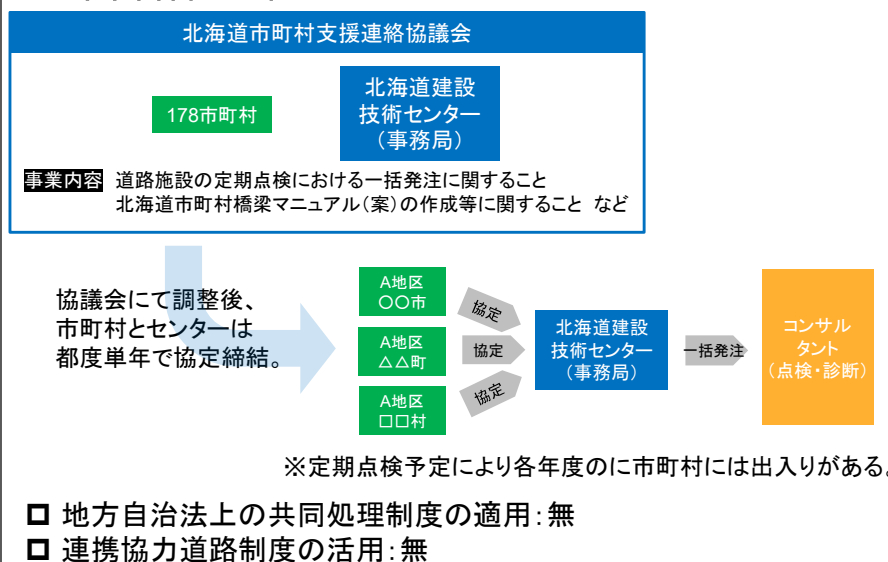 北海道市町村支援連絡協議会
178市町村
北海道建設
技術センター
(事務局)
事業内容 道路施設の定期点検における一括発注に関すること
北海道市町村橋梁マニュアル(案)の作成等に関すること など
協議会にて調整後、
市町村とセンターは
都度単年で協定締結。
A地区
〇〇市
協定
A地区
△△町
協定
A地区
□□村
協定
北海道建設
技術センター
(事務局)
一括発注
コンサル
タント
(点検・診断)
※定期点検予定により各年度のに市町村には出入りがある。
地方自治法上の共同処理制度の適用:無
連携協力道路制度の活用:無